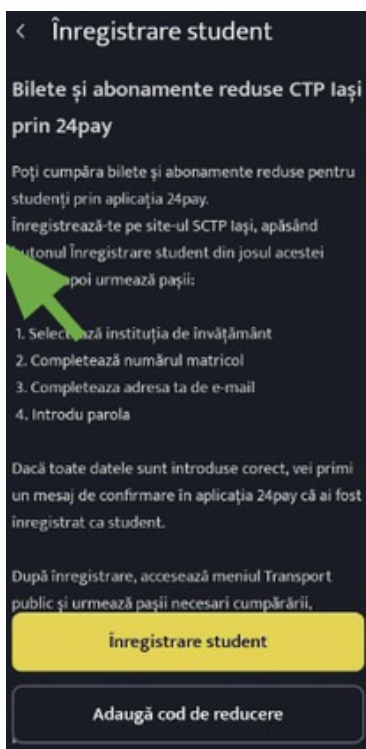 Înregistrare student
Bilete și abonamente reduse CTP Iași
prin 24pay
Poți cumpăra bilete și abonamente reduse pentru
studenți prin aplicația 24pay.
Înregistrează-te pe site-ul SCTP Iași, apăsând
butonul Înregistrare student din josul acestei
apoi urmează pașii:
1. Selectează instituția de învățământ
2. Completează numărul matricol
3. Completeaza adresa ta de e-mail
4. Introdu parola
Dacă toate datele sunt introduse corect, vei primi
un mesaj de confirmare în aplicația 24pay că ai fost
înregistrat ca student.
După înregistrare, accesează meniul Transport
public și urmează pașii necesari cumpărării,
Înregistrare student
Adaugă cod de reducere